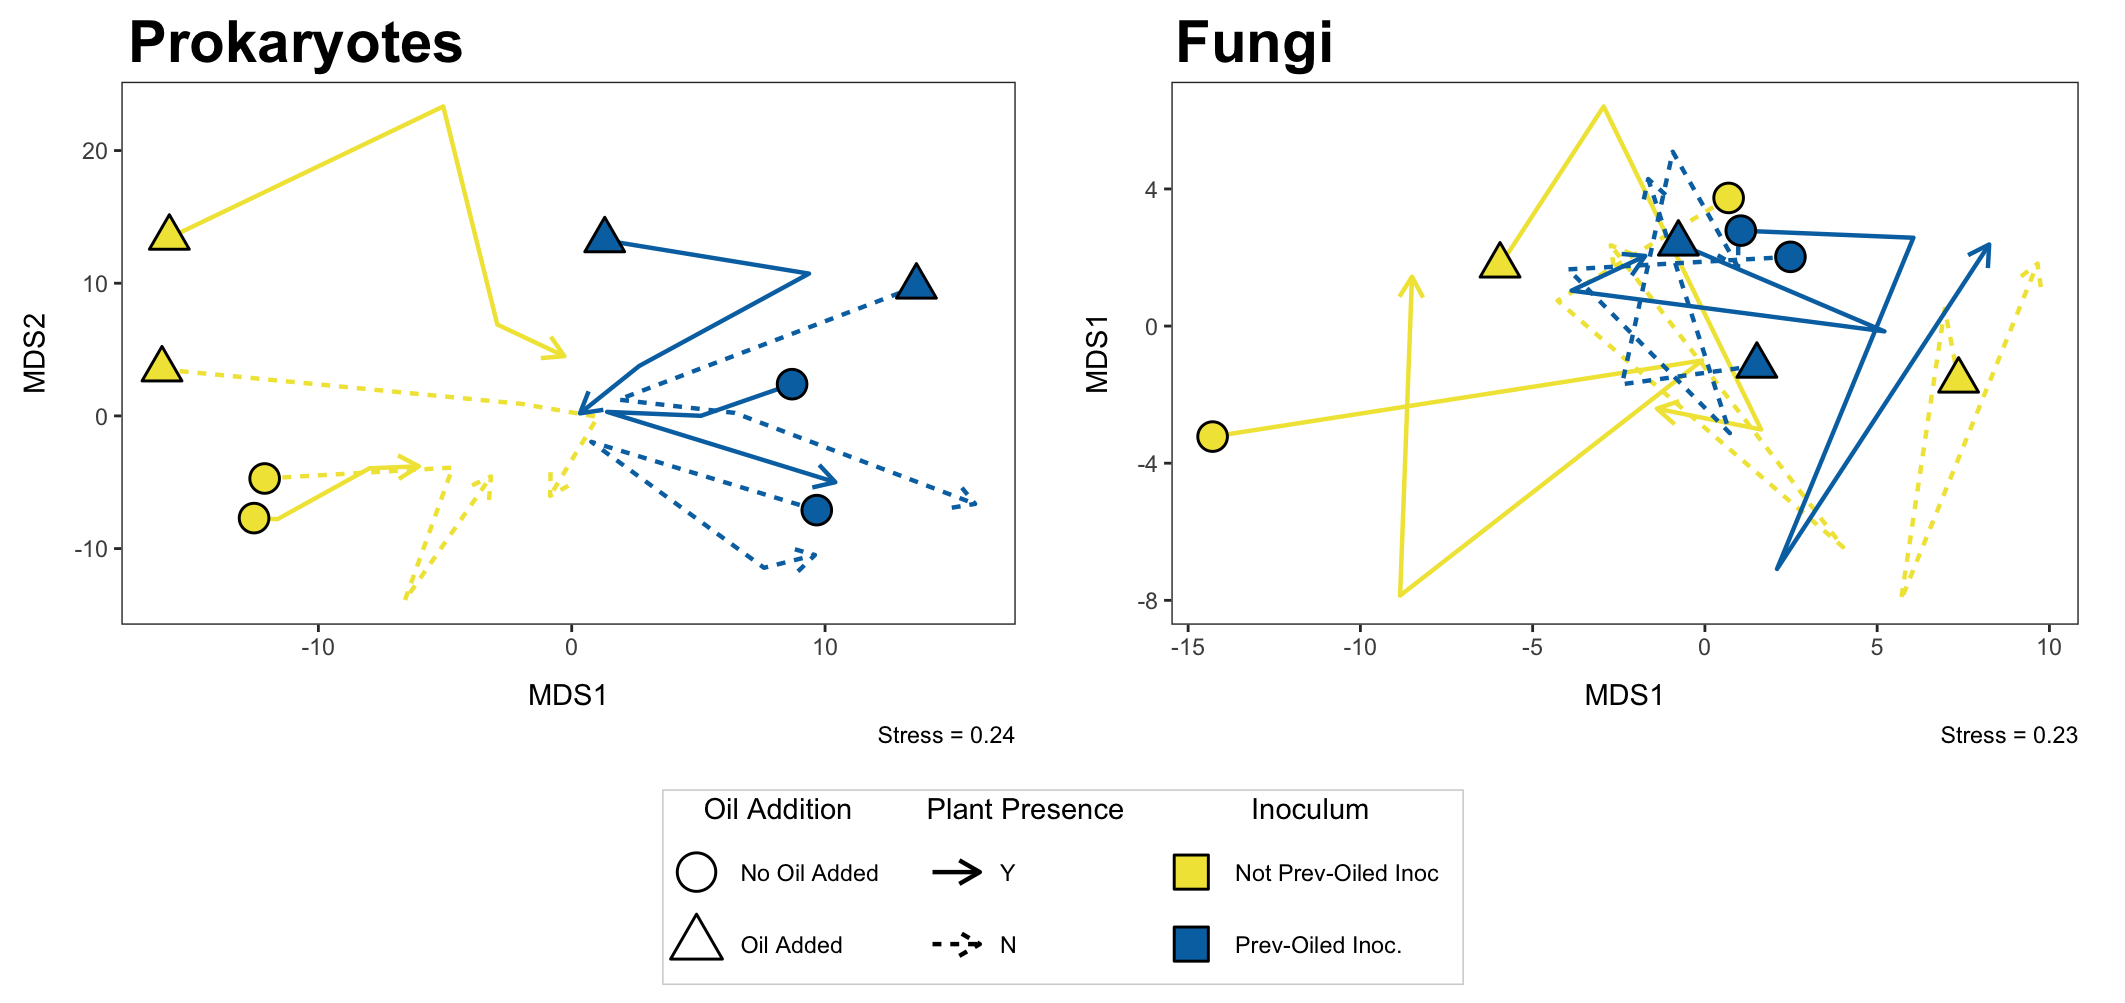 Prokaryotes
Fungi
20
10
0
-10
MDS2
-10
0
10
MDS1
Stress = 0.24
4
0
-4
-8
MDS1
-15
-10
-5
0
5
10
MDS1
Stress = 0.23
Oil Addition
Plant Presence
Inoculum
No Oil Added
Y
Not Prev-Oiled Inoc
Oil Added
N
Prev-Oiled Inoc.